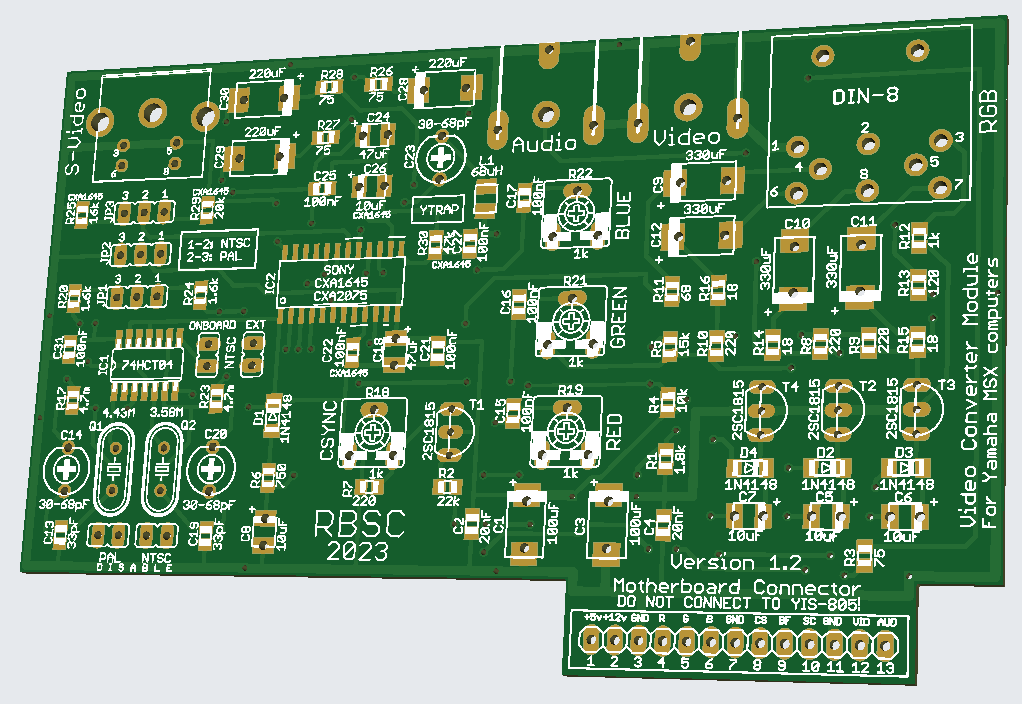 S-Video
3
5
6
6
220uF
+
C30
R28
75
R26
75
220uF
+
C28
220uF
+
C29
R27
75
C24
47uF
30-68pF
C23
Audio
Video
DIN-8
1
2
3
4
5
6
7
8
RGB
CXA1645
R25
16k
JP3
3 2 1
CXA1645
R29
20k
C25
100nF
C26
10uF
CXA1645
YTRAP
L1
68uH
C17
100nF
R22
1k
BLUE
330uF
C9
330uF
C12
C10
330uF
C11
330uF
R12
1k
JP2
3 2 1
1-2: NTSC
2-3: PAL
IC2
SONY
CXA1645
CXA2075
R30
CXA1645
100nF
R20
1.6k
JP1
3 2 1
R24
1.6k
C16
100nF
R21
1k
GREEN
R11
68
R16
18
R13
120
C31
100nF
IC1
74HCT04
ONBOARD
EXT
NTSC
C22
100nF
CXA1645
C18
47uF
C21
100nF
R5
15k
R10
220
R14
18
R8
220
R9
220
R15
18
R17
4.7m
4.43M
3.58M
R23
4.7m
D1
1N4148
CSYNC
R18
1k
T1
2SC1815
C15
100nF
R19
1k
RED
R4
10k
T4
2SC1815
T2
2SC1815
T3
2SC1815
C14
Q1
Q2
C20
30-68pF
30-68pF
R6
750
R7
220
R2
22k
R1
1.8k
D4
1N4148
D2
1N4148
D3
1N4148
C13
33pF
PAL
NTSC
DISABLE
C19
33pF
C8
10uF
RBSC
2023
C2
20.1
C1
C3
C4
20nF
C7
10uF
C5
10uF
C6
10uF
R3
75
Video Converter Module
For Yamaha MSX computers
Version 1.2
Motherboard Connector
DO NOT CONNECT TO YIS-805!
+5v +12v GND R G B GND CS BF SC GND VID AUD
1 2 3 4 5 6 7 8 9 10 11 12 13